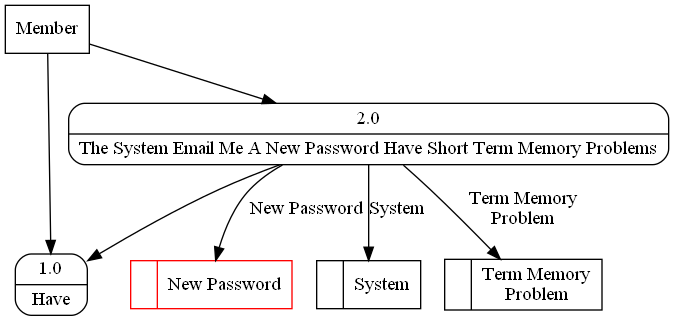 Member
2.0
The System Email Me A New Password Have Short Term Memory Problems
New Password
System
Term Memory
Problem
1.0
Have
New Password
System
Term Memory
Problem